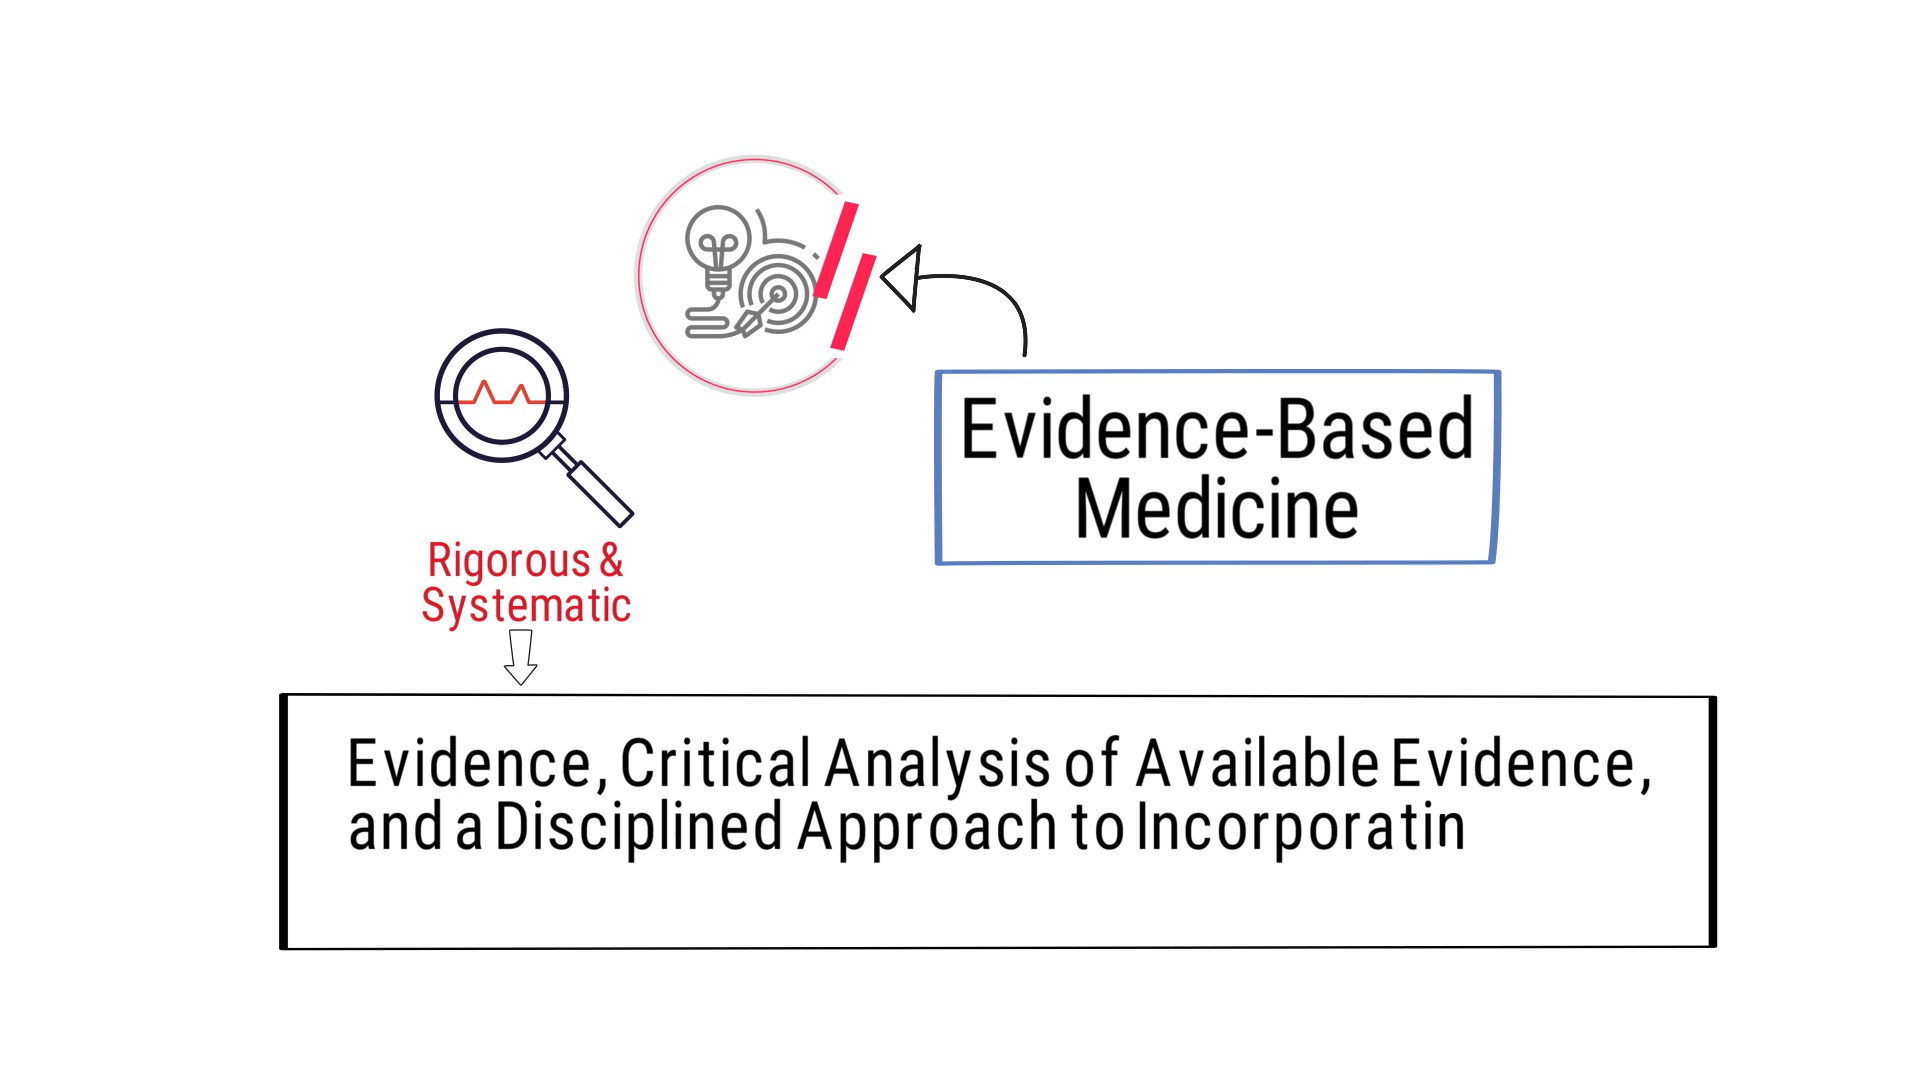 Evidence-Based
Medicine
Rigorous &
Systematic
Evidence, Critical Analysis of Available Evidence,
and a Disciplined Approach to Incorporatin